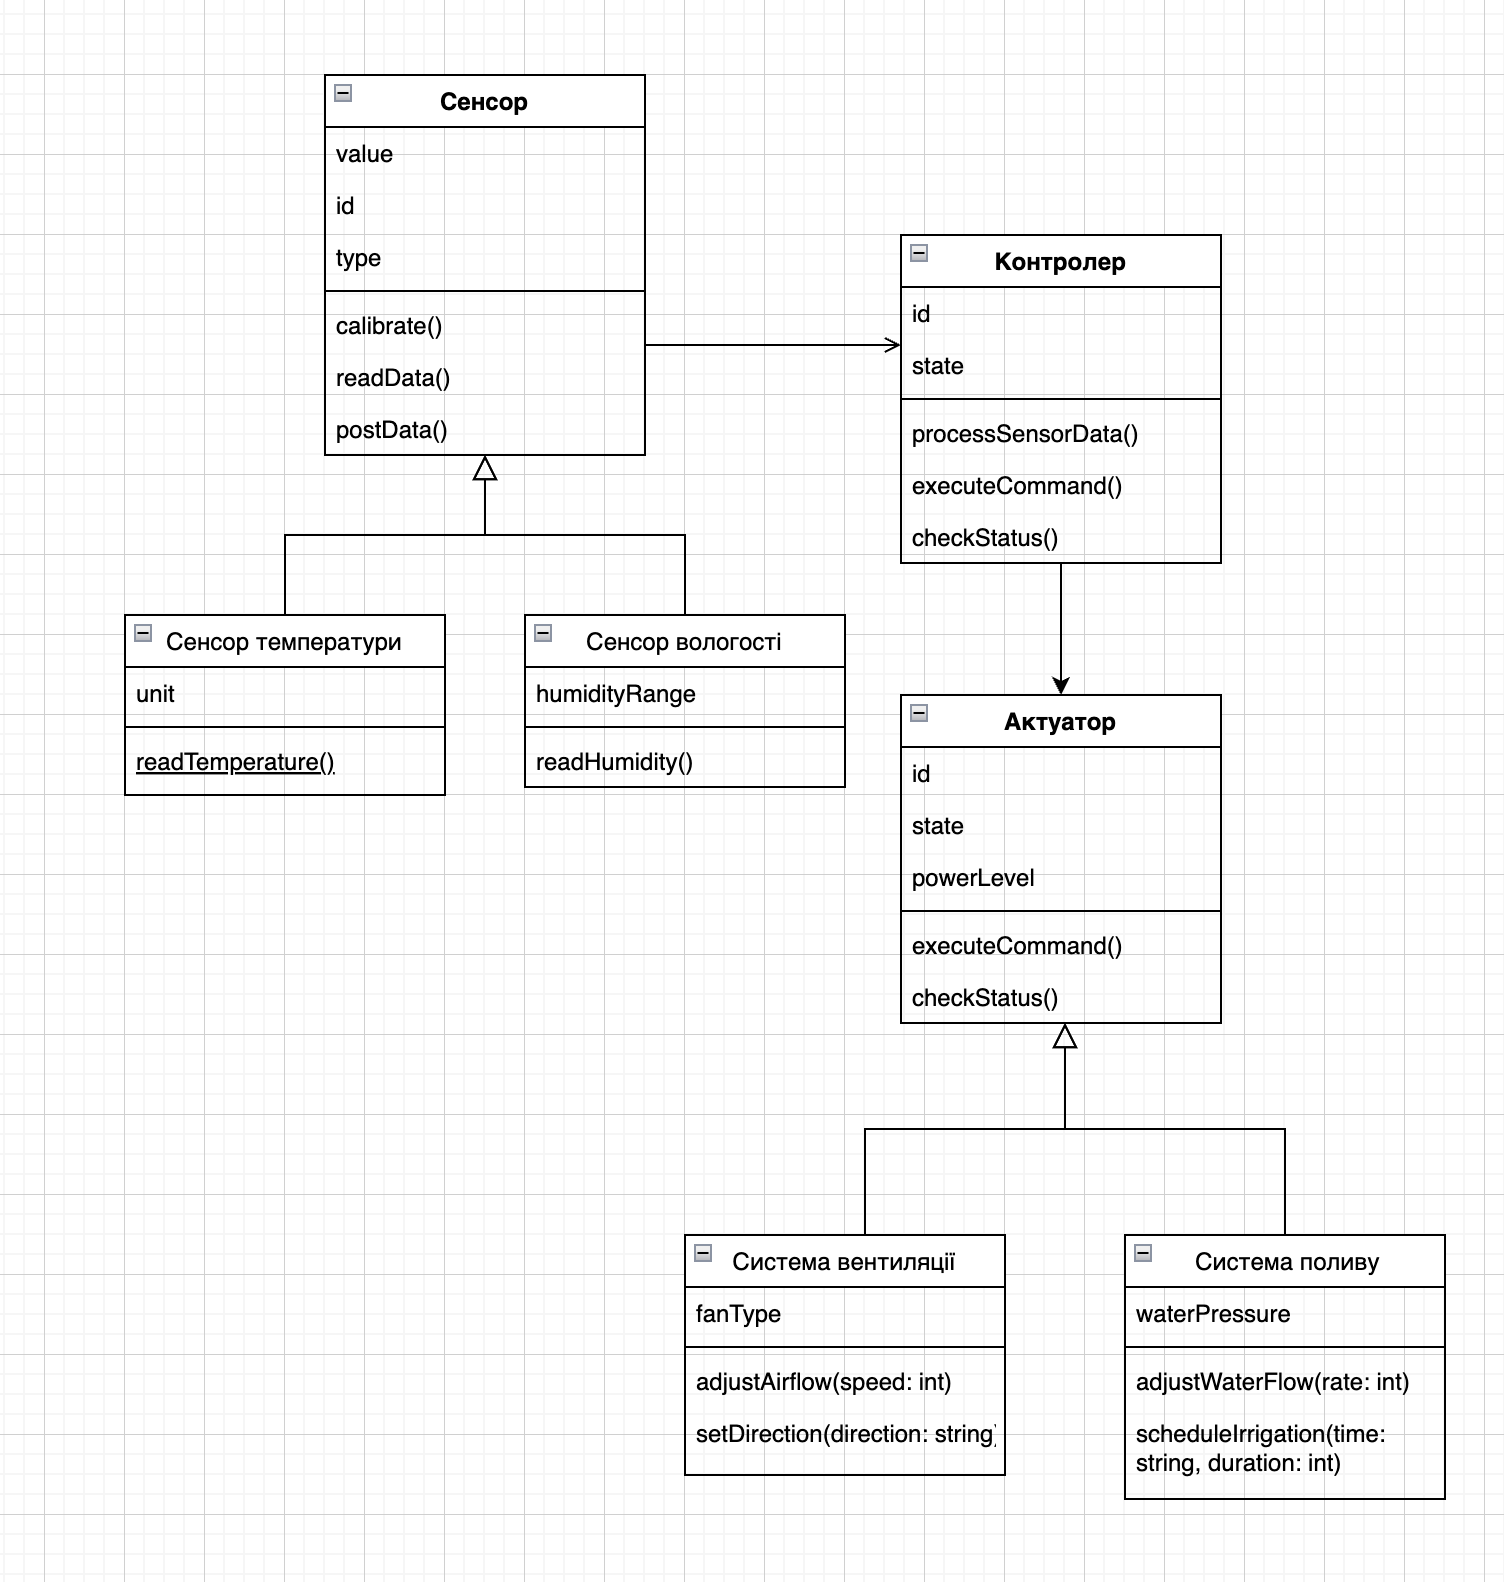 Сенсор
value
id
type
calibrate()
readData()
postData()
Контролер
id
state
processSensorData()
executeCommand()
checkStatus()
Сенсор температури
unit
readTemperature()
Сенсор вологості
humidityRange
readHumidity()
Актуатор
id
state
powerLevel
executeCommand()
checkStatus()
Система вентиляції
fanType
adjustAirflow(speed: int)
setDirection(direction: string)
Система поливу
waterPressure
adjustWaterFlow(rate: int)
scheduleIrrigation(time:
string, duration: int)